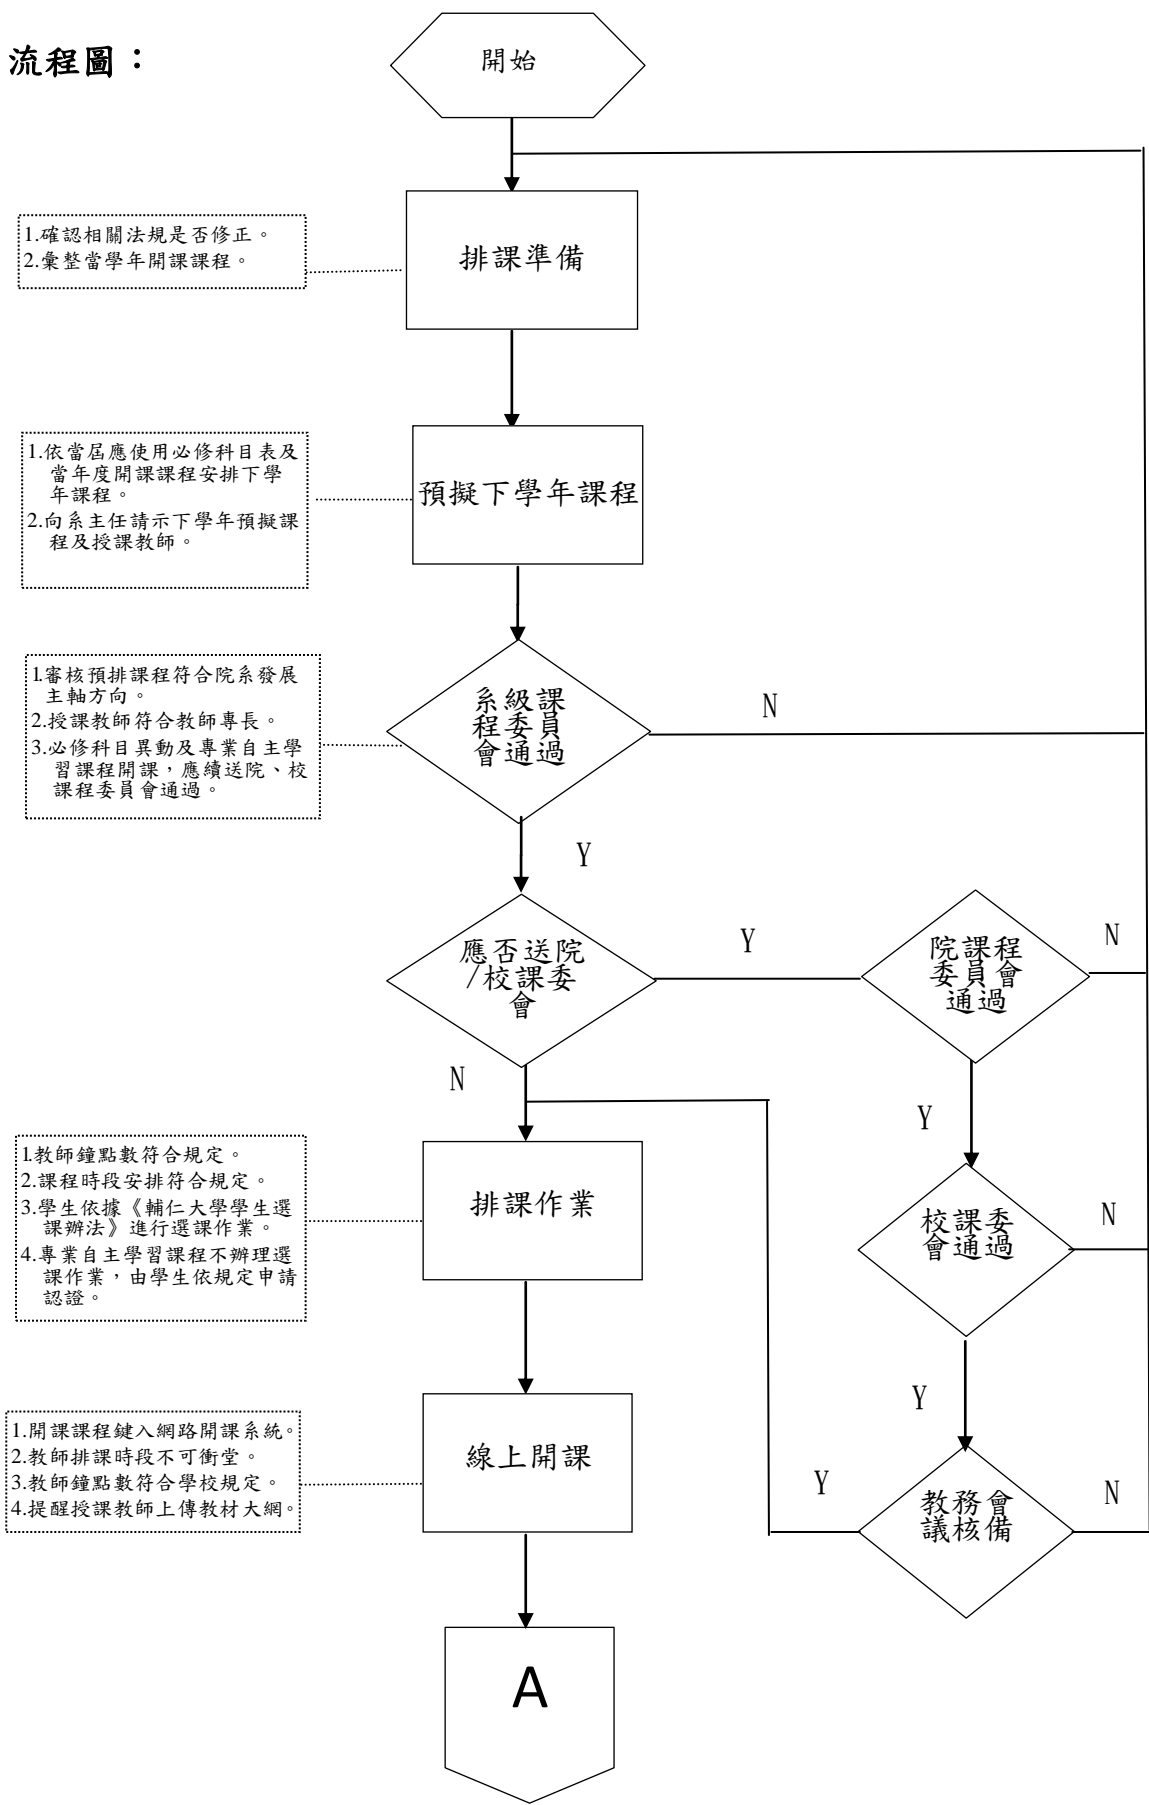 流程圖：
開始
1.確認相關法規是否修正。
2.彙整當學年開課課程。
排課準備
1.依當屆應使用必修科目表及
當年度開課課程安排下學
年課程。
2.向系主任請示下學年預擬課
程及授課教師。
預擬下學年課程
1.審核預排課程符合院系發展
主軸方向。
2.授課教師符合教師專長。
3.必修科目異動及專業自主學
習課程開課，應續送院、校
課程委員會通過。
系級課
程委員
會通過
N
Y
應否送院
/校課委
會
Y
院課程
委員會
通過
N
N
Y
1.教師鐘點數符合規定。
2.課程時段安排符合規定。
3.學生依據《輔仁大學學生選
課辦法》進行選課作業。
4.專業自主學習課程不辦理選
課作業，由學生依規定申請
認證。
排課作業
校課委
會通過
N
Y
1.開課課程鍵入網路開課系統。
2.教師排課時段不可衝堂。
3.教師鐘點數符合學校規定。
4.提醒授課教師上傳教材大網。
線上開課
Y
教務會
議核備
N
A